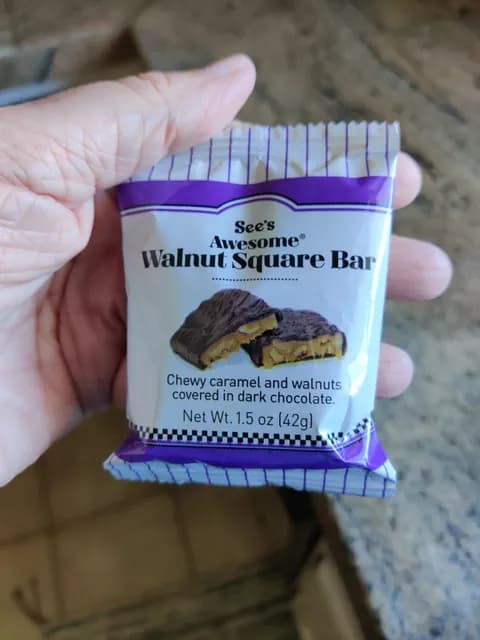 See's
Awesome®
Walnut Square Bar
Chewy caramel and walnuts
covered in dark chocolate.
Net Wt. 1.5 oz (42g)